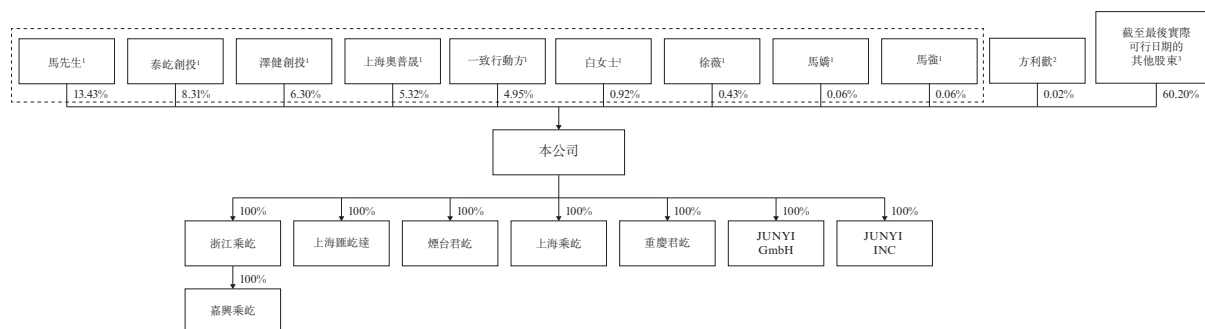 馬先生¹
泰屹創投¹
澤健創投¹
上海奧普晟¹
一致行動方¹
白女士¹
徐薇¹
馬嬌¹
馬強¹
方利歡²
截至最後實際
可行日期的
其他股東³
13.43%
8.31%
6.30%
5.32%
4.95%
0.92%
0.43%
0.06%
0.06%
0.02%
60.20%
本公司
100%
100%
100%
100%
100%
100%
100%
浙江乘屹
上海匯屹達
煙台君屹
上海乘屹
重慶君屹
JUNYI
GmbH
JUNYI
INC
100%
嘉興乘屹